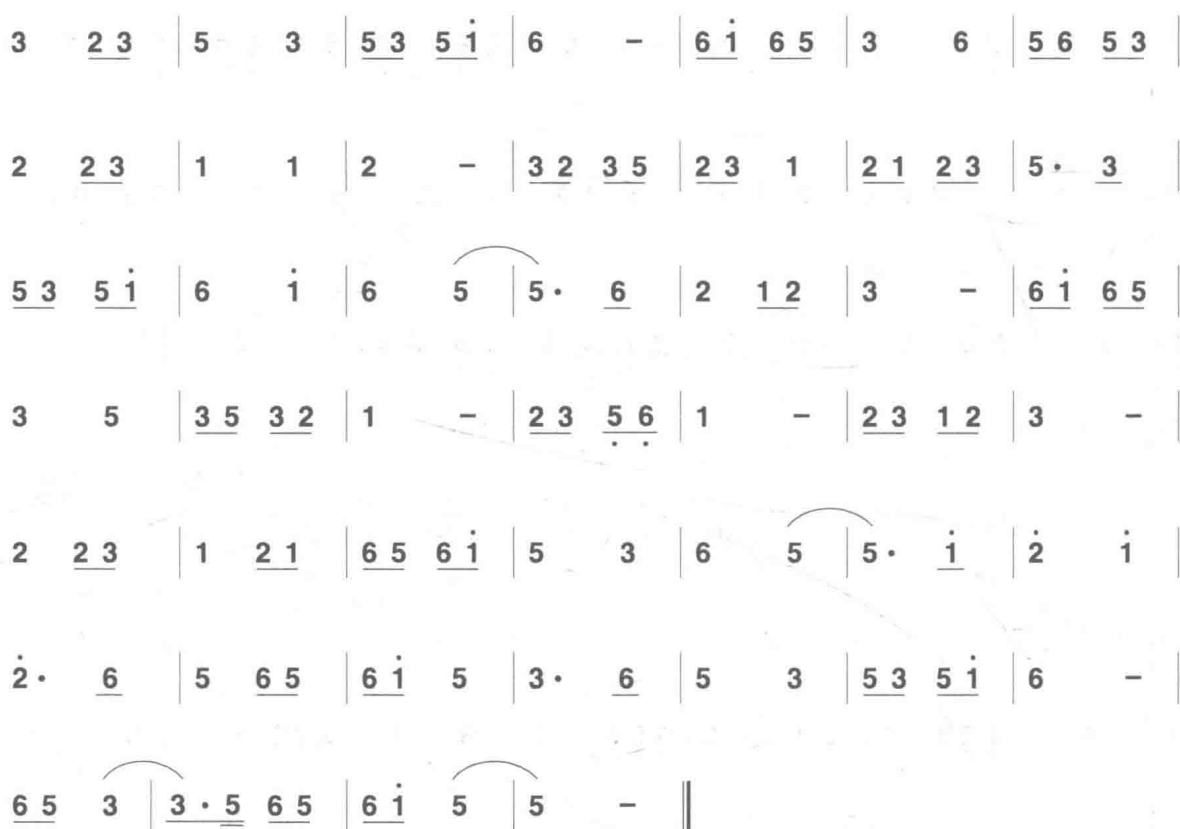 3 2 3 | 5 3 | 5 3 5 1̇ | 6 – | 6 1̇ 6 5 | 3 6 | 5 6 5 3 |
2 2 3 | 1 1 | 2 – | 3 2 3 5 | 2 3 1 | 2 1 2 3 | 5 · 3 |
5 3 5 1̇ | 6 1̇ | 6 5 | 5 · 6 | 2 1 2 | 3 – | 6 1̇ 6 5 |
3 5 | 3 5 3 2 | 1 – | 2 3 5̣ 6̣ | 1 – | 2 3 1 2 | 3 – |
2 2 3 | 1 2 1 | 6 5 6 1̇ | 5 3 | 6 5 | 5 · 1̇ | 2̇ 1̇ |
2̇ · 6 | 5 6 5 | 6 1̇ 5 | 3 · 6 | 5 3 | 5 3 5 1̇ | 6 – |
6 5 3 | 3 · 5 6 5 | 6 1̇ 5 | 5 – ‖